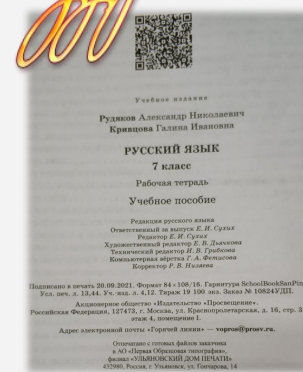 Учебное издание
Рудяков Александр Николаевич
Кривцова Галина Ивановна
РУССКИЙ ЯЗЫК
7 класс
Рабочая тетрадь
Учебное пособие
Редакция русского языка
Ответственный за выпуск Е. И. Сухих
Редактор Е. И. Сухих
Художественный редактор Е. В. Дьячкова
Технический редактор И. В. Грибкова
Компьютерная вёрстка Г. А. Фетисова
Корректор Р. В. Низяева
Подписано в печать 20.09.2021. Формат 84×108/16. Гарнитура SchoolBookSanPin
Усл. печ. л. 13,44. Уч.-изд. л. 4,12. Тираж 19 100 экз. Заказ № 10824УДП.
Акционерное общество «Издательство «Просвещение».
Российская Федерация, 127473, г. Москва, ул. Краснопролетарская, д. 16, стр. 3
этаж 4, помещение I.
Адрес электронной почты «Горячей линии» — vopros@prosv.ru.
Отпечатано с готовых файлов заказчика
в АО «Первая Образцовая типография»,
филиал «УЛЬЯНОВСКИЙ ДОМ ПЕЧАТИ»
432980, Россия, г. Ульяновск, ул. Гончарова, 14